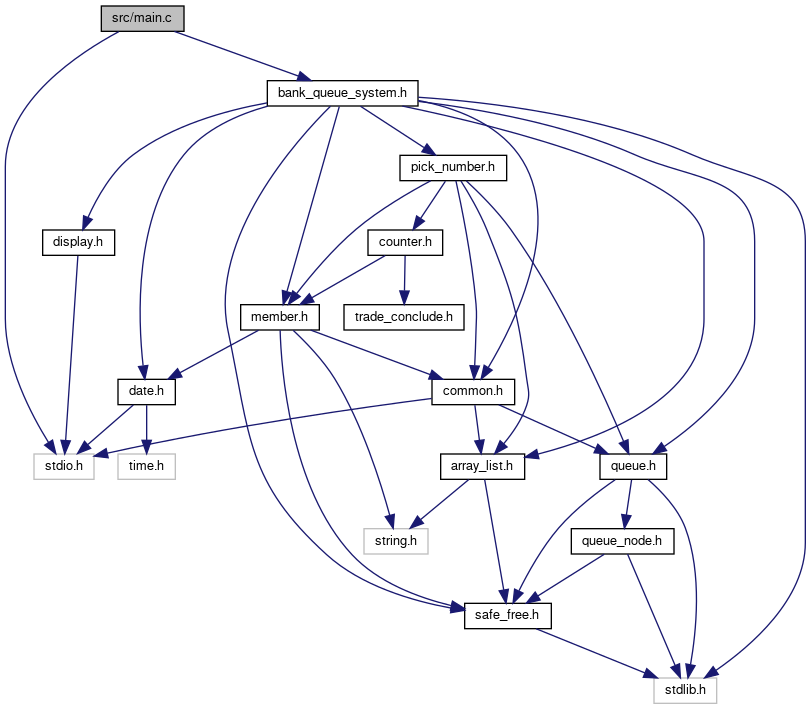 src/main.c
bank_queue_system.h
pick_number.h
display.h
counter.h
member.h
trade_conclude.h
date.h
common.h
stdio.h
time.h
array_list.h
queue.h
string.h
queue_node.h
safe_free.h
stdlib.h